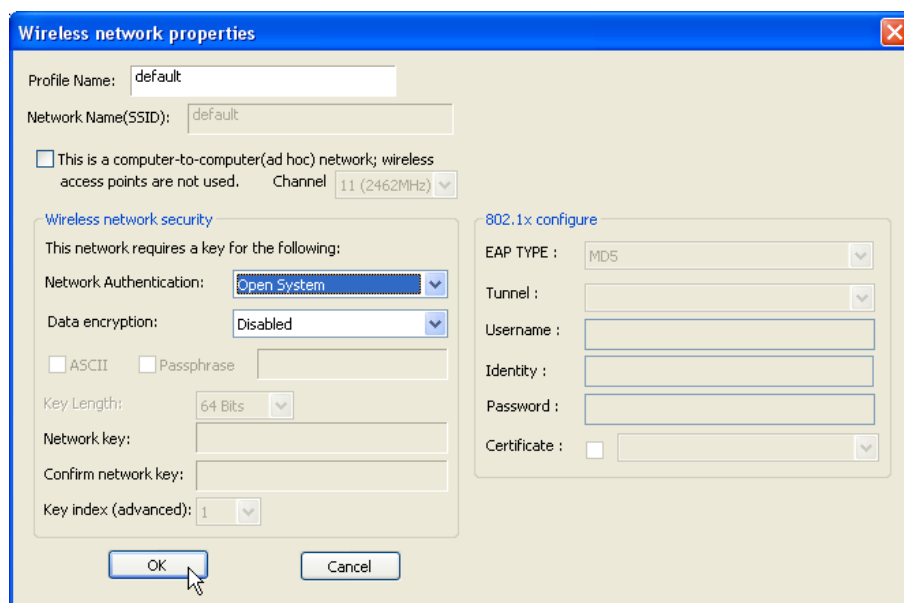 Wireless network properties
Profile Name: default
Network Name(SSID): default
This is a computer-to-computer(ad hoc) network; wireless
access points are not used. Channel 11 (2462MHz)
Wireless network security
This network requires a key for the following:
Network Authentication: Open System
Data encryption: Disabled
ASCII Passphrase
Key Length: 64 Bits
Network key:
Confirm network key:
Key index (advanced): 1
802.1x configure
EAP TYPE : MD5
Tunnel :
Username :
Identity :
Password :
Certificate :
OK Cancel